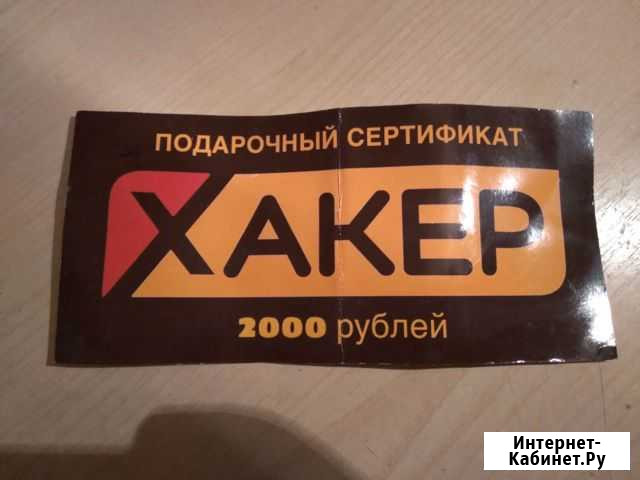 ПОДАРОЧНЫЙ СЕРТИФИКАТ
ХАКЕР
2000 рублей
Интернет-
Кабинет.Ру